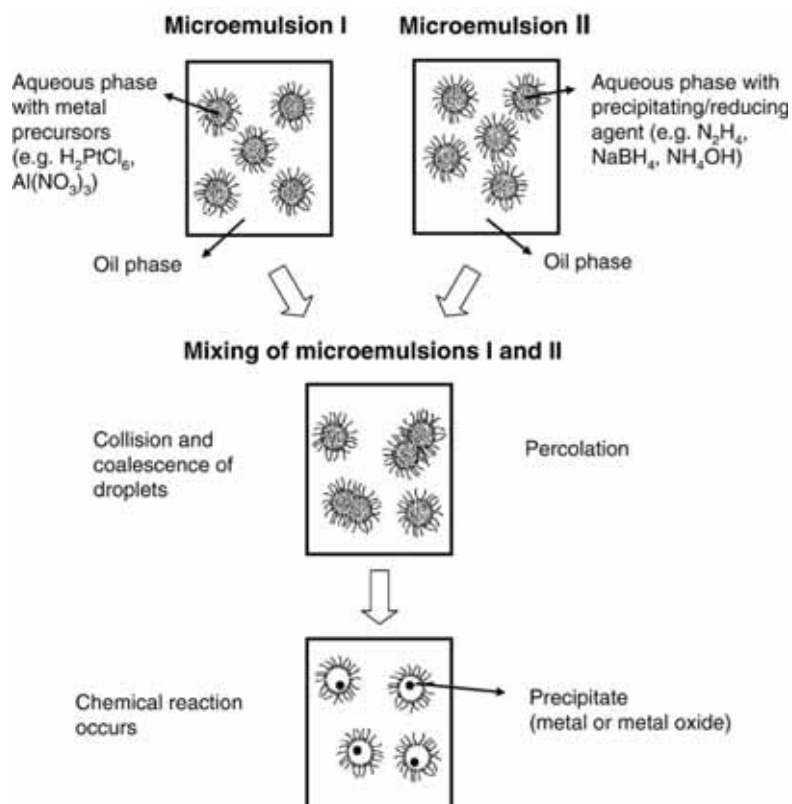 Microemulsion I
Microemulsion II
Aqueous phase
with metal
precursors
(e.g. H₂PtCl₆,
Al(NO₃)₃)
Aqueous phase with
precipitating/reducing
agent (e.g. N₂H₄,
NaBH₄, NH₄OH)
Oil phase
Oil phase
Mixing of microemulsions I and II
Collision and
coalescence of
droplets
Percolation
Chemical reaction
occurs
Precipitate
(metal or metal oxide)